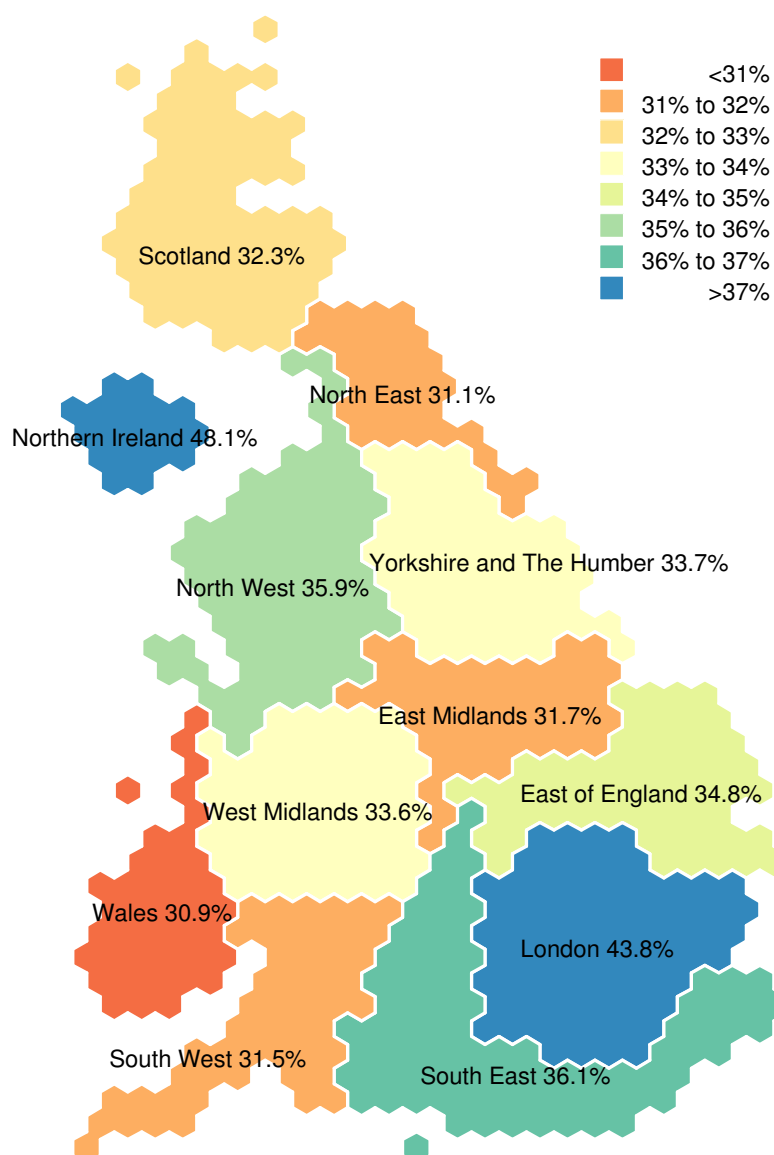 <31%
31% to 32%
32% to 33%
33% to 34%
34% to 35%
35% to 36%
36% to 37%
>37%
Scotland 32.3%
North East 31.1%
Northern Ireland 48.1%
Yorkshire and The Humber 33.7%
North West 35.9%
East Midlands 31.7%
East of England 34.8%
West Midlands 33.6%
Wales 30.9%
London 43.8%
South West 31.5%
South East 36.1%